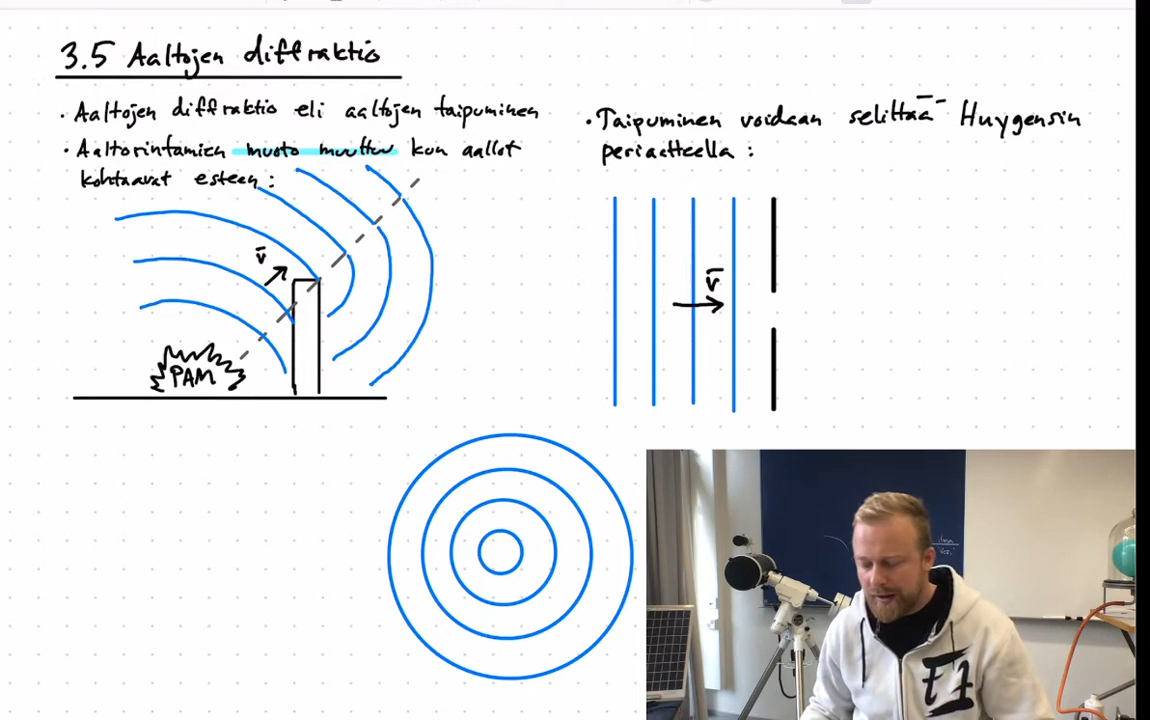 3.5 Aaltojen diffraktio
• Aaltojen diffraktio eli aaltojen taipuminen
• Aaltorintamien muoto muuttuu kun aallot
kohtaavat esteen:
v̄
PAM
• Taipuminen voidaan selittää Huygensin
periaatteella:
v̄